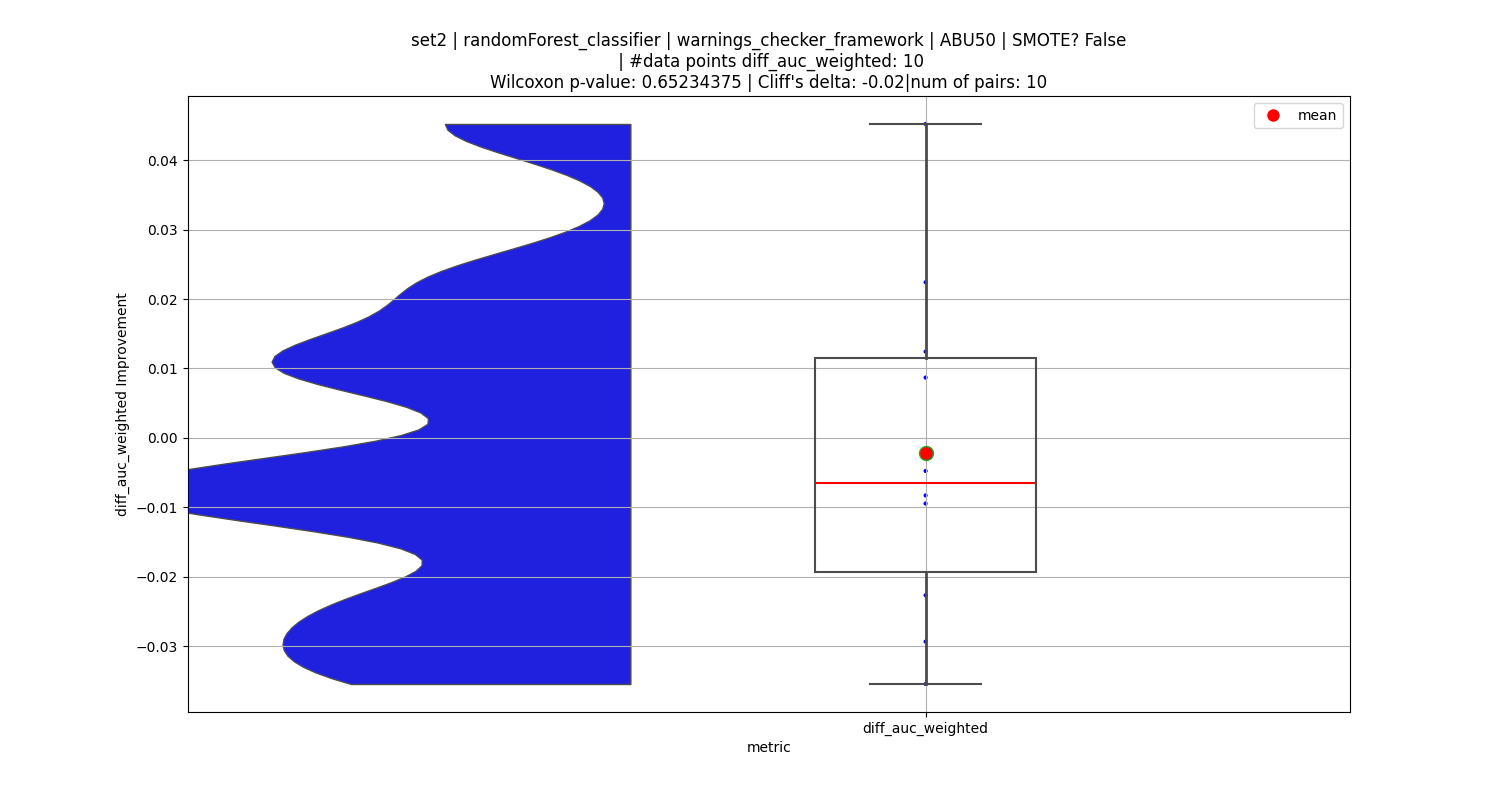 set2 | randomForest_classifier | warnings_checker_framework | ABU50 | SMOTE? False
| #data points diff_auc_weighted: 10
Wilcoxon p-value: 0.65234375 | Cliff's delta: -0.02|num of pairs: 10
mean
0.04
0.03
0.02
0.01
0.00
−0.01
−0.02
−0.03
diff_auc_weighted Improvement
diff_auc_weighted
metric